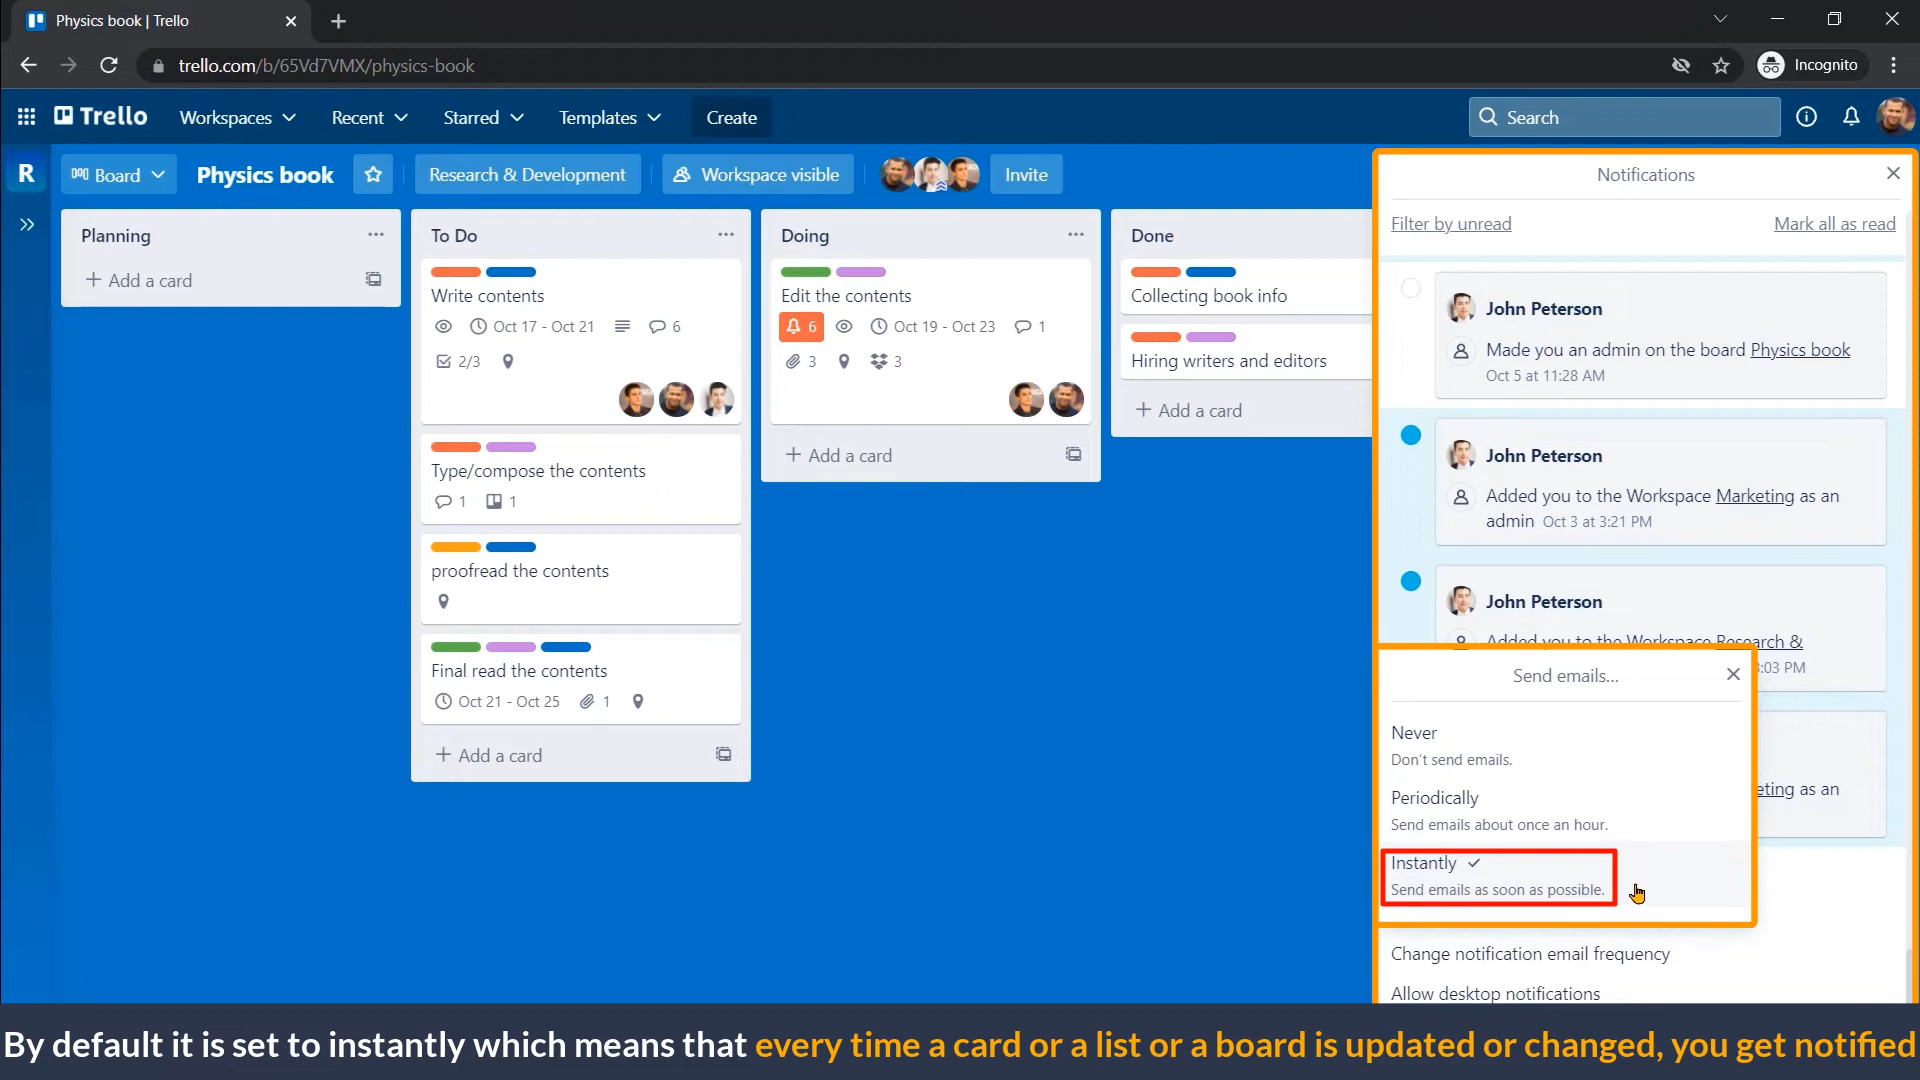 Physics book | Trello
trello.com/b/65Vd7VMX/physics-book
Incognito
Trello
Workspaces
Recent
Starred
Templates
Create
Search
R
Board
Physics book
Research & Development
Workspace visible
Invite
Planning
Add a card
To Do
Write contents
Oct 17 - Oct 21
6
2/3
Type/compose the contents
1
1
proofread the contents
Final read the contents
Oct 21 - Oct 25
1
Add a card
Doing
Edit the contents
6
Oct 19 - Oct 23
1
3
3
Add a card
Done
Collecting book info
Hiring writers and editors
Add a card
Notifications
Filter by unread
Mark all as read
John Peterson
Made you an admin on the board Physics book
Oct 5 at 11:28 AM
John Peterson
Added you to the Workspace Marketing as an
admin Oct 3 at 3:21 PM
John Peterson
Added you to the Workspace Research &
:03 PM
eting as an
Send emails...
Never
Don't send emails.
Periodically
Send emails about once an hour.
Instantly
Send emails as soon as possible.
Change notification email frequency
Allow desktop notifications
By default it is set to instantly which means that every time a card or a list or a board is updated or changed, you get notified